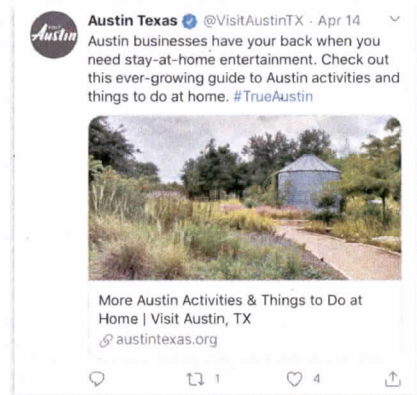 Austin Texas @VisitAustinTX · Apr 14
VISIT
Austin
Austin businesses have your back when you
need stay-at-home entertainment. Check out
this ever-growing guide to Austin activities and
things to do at home. #TrueAustin
More Austin Activities & Things to Do at
Home | Visit Austin, TX
austintexas.org
1
4